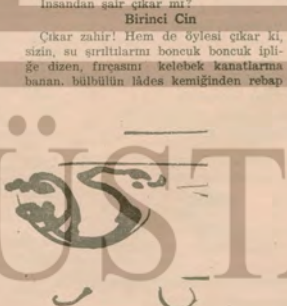 İnsandan şair çıkar mı?
Birinci Cin
Çıkar zahir! Hem de öylesi çıkar ki,
sizin, su şırıltılarını boncuk boncuk ipli-
ğe dizen, fırçasını kelebek kanatlarına
banan, bülbülün lâdes kemiğinden rebap
ÜSTA